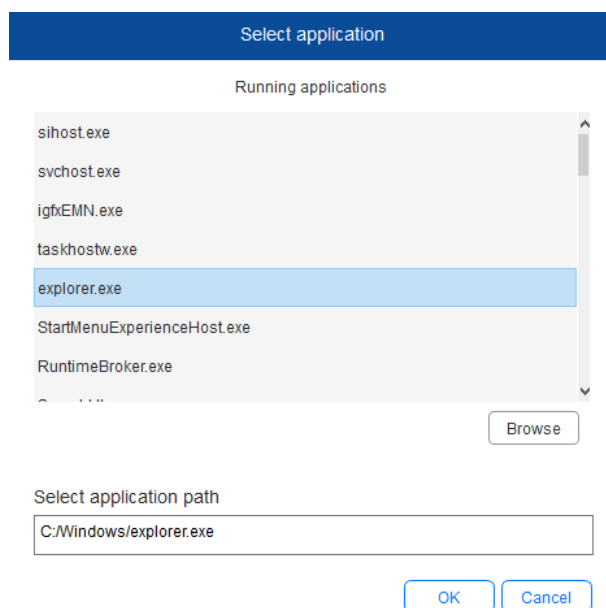 Select application
Running applications
sihost.exe
svchost.exe
igfxEMN.exe
taskhostw.exe
explorer.exe
StartMenuExperienceHost.exe
RuntimeBroker.exe
Browse
Select application path
C:/Windows/explorer.exe
OK
Cancel